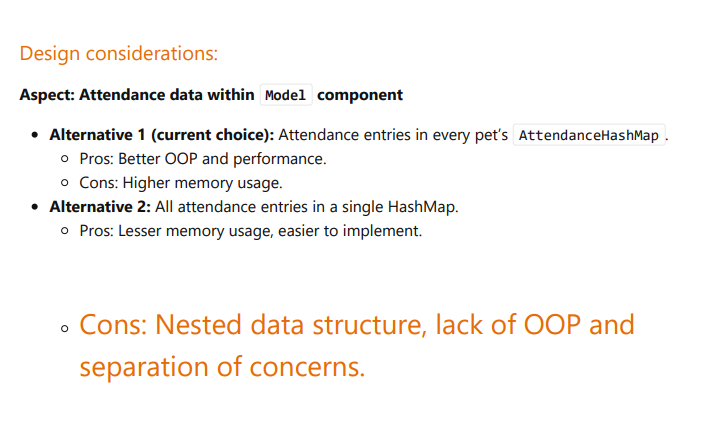 Design considerations:
Aspect: Attendance data within Model component
Alternative 1 (current choice): Attendance entries in every pet’s AttendanceHashMap.
Pros: Better OOP and performance.
Cons: Higher memory usage.
Alternative 2: All attendance entries in a single HashMap.
Pros: Lesser memory usage, easier to implement.
Cons: Nested data structure, lack of OOP and
separation of concerns.